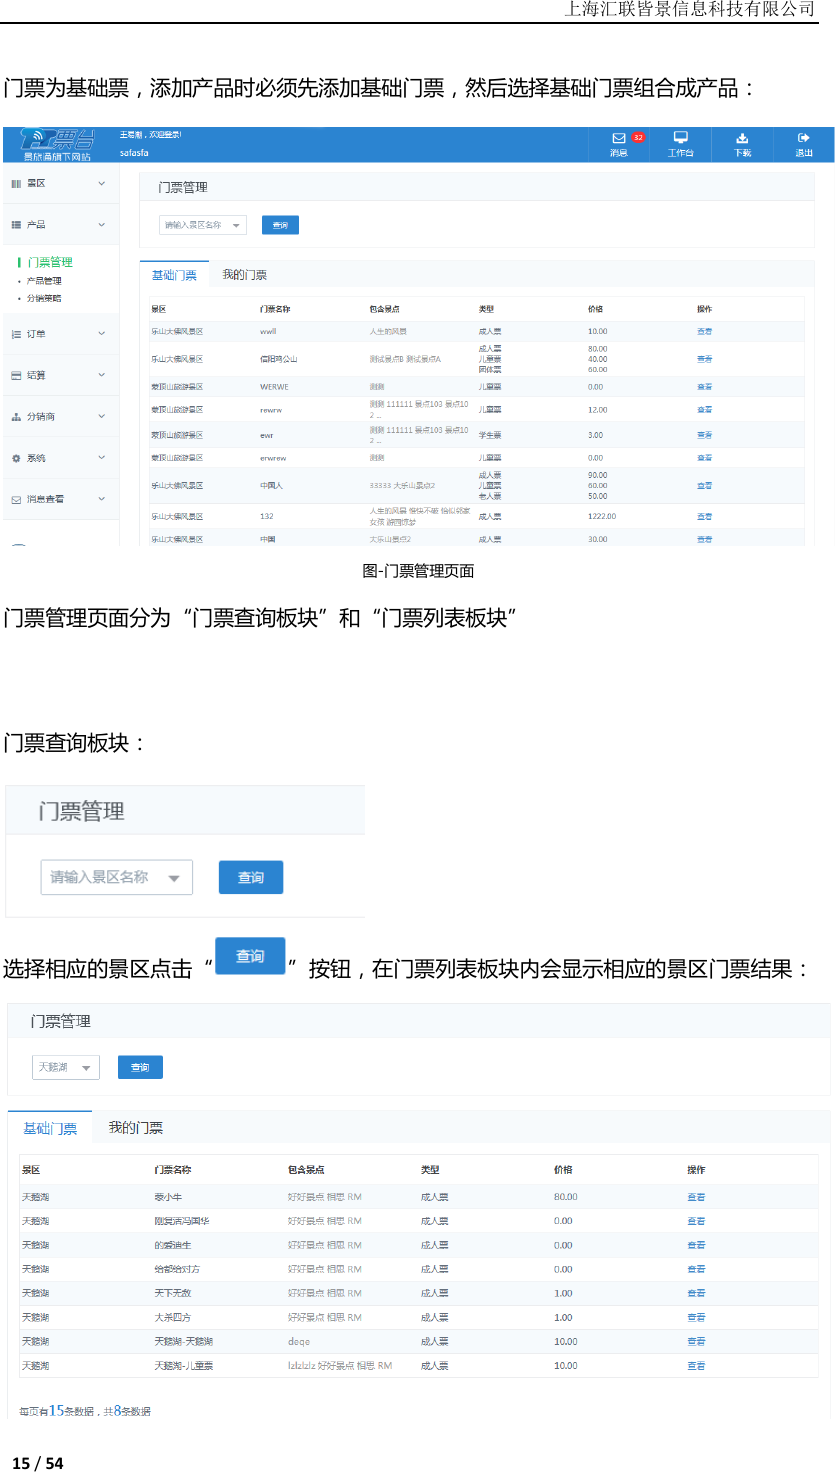 上海汇联皆景信息科技有限公司
门票为基础票，添加产品时必须先添加基础门票，然后选择基础门票组合成产品：
票台
景旅通旗下网站
王易潮，欢迎登录!
safasfa
消息 32 工作台 下载 退出
景区
产品
门票管理
产品管理
分销策略
订单
结算
分销商
系统
消息查看
门票管理
请输入景区名称 查询
基础门票 我的门票
景区 门票名称 包含景点 类型 价格 操作
乐山大佛风景区 wwll 人生的风景 成人票 10.00 查看
乐山大佛风景区 信阳鸡公山 测试景点B 测试景点A 成人票 儿童票 团体票 80.00 40.00 60.00 查看
蒙顶山旅游景区 WERWE 测测 儿童票 0.00 查看
蒙顶山旅游景区 rewrw 测测 111111 景点103 景点10 2 ... 儿童票 12.00 查看
蒙顶山旅游景区 ewr 测测 111111 景点103 景点10 2 ... 学生票 3.00 查看
蒙顶山旅游景区 erwrew 测测 儿童票 0.00 查看
乐山大佛风景区 中国人 33333 大乐山景点2 成人票 儿童票 老人票 90.00 60.00 50.00 查看
乐山大佛风景区 132 人生的风景 女孩 成人票 1222.00 查看
乐山大佛风景区 中国 大乐山景点2 成人票 30.00 查看
图-门票管理页面
门票管理页面分为“门票查询板块”和“门票列表板块”
门票查询板块：
门票管理
请输入景区名称 查询
选择相应的景区点击“ 查询 ”按钮，在门票列表板块内会显示相应的景区门票结果：
门票管理
天鹅湖 查询
基础门票 我的门票
景区 门票名称 包含景点 类型 价格 操作
天鹅湖 蒙小牛 好好景点 相思 RM 成人票 80.00 查看
天鹅湖 刚复活冯国华 好好景点 相思 RM 成人票 0.00 查看
天鹅湖 的爱迪生 好好景点 相思 RM 成人票 0.00 查看
天鹅湖 给都给对方 好好景点 相思 RM 成人票 0.00 查看
天鹅湖 天下无敌 好好景点 相思 RM 成人票 1.00 查看
天鹅湖 大杀四方 好好景点 相思 RM 成人票 1.00 查看
天鹅湖 天鹅湖-天鹅湖 deqe 成人票 10.00 查看
天鹅湖 天鹅湖-儿童票 lzlzlzlz 好好景点 相思 RM 成人票 10.00 查看
每页有15条数据，共8条数据
15 / 54